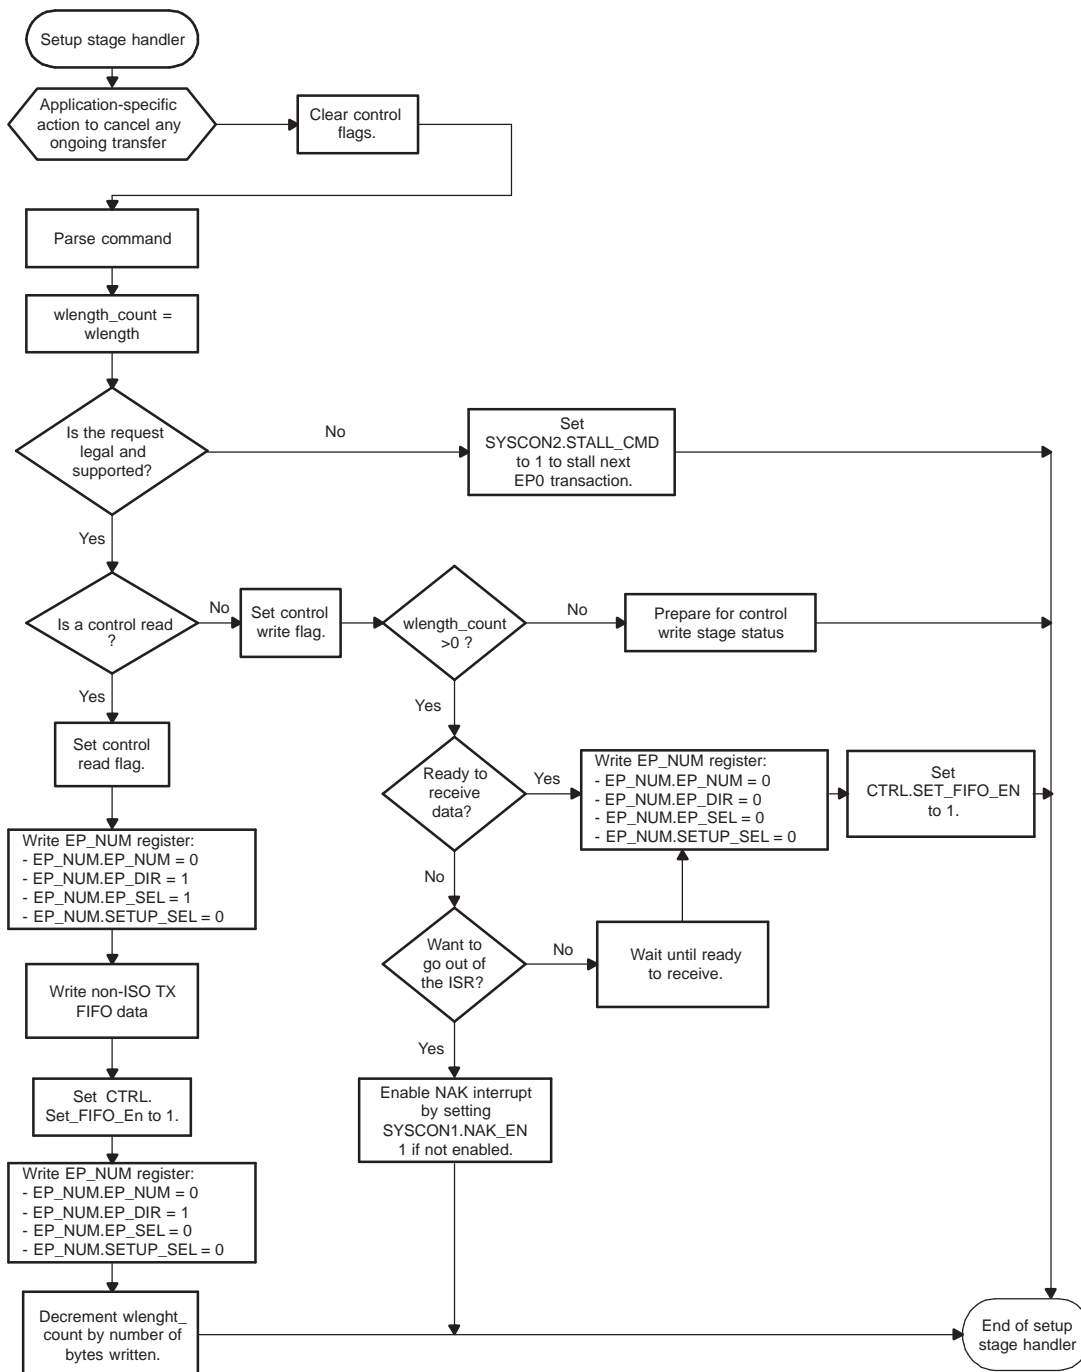 Setup stage handler
Application-specific
action to cancel any
ongoing transfer
Clear control
flags.
Parse command
wlength_count =
wlength
Is the request
legal and
supported?
No
Set
SYSCON2.STALL_CMD
to 1 to stall next
EP0 transaction.
Yes
Is a control read
?
No
Set control
write flag.
wlength_count
>0 ?
No
Prepare for control
write stage status
Yes
Set control
read flag.
Yes
Ready to
receive
data?
Yes
Write EP_NUM register:
- EP_NUM.EP_NUM = 0
- EP_NUM.EP_DIR = 0
- EP_NUM.EP_SEL = 0
- EP_NUM.SETUP_SEL = 0
Set
CTRL.SET_FIFO_EN
to 1.
Write EP_NUM register:
- EP_NUM.EP_NUM = 0
- EP_NUM.EP_DIR = 1
- EP_NUM.EP_SEL = 1
- EP_NUM.SETUP_SEL = 0
No
Want to
go out of
the ISR?
No
Wait until ready
to receive.
Write non-ISO TX
FIFO data
Yes
Set CTRL.
Set_FIFO_En to 1.
Enable NAK interrupt
by setting
SYSCON1.NAK_EN
1 if not enabled.
Write EP_NUM register:
- EP_NUM.EP_NUM = 0
- EP_NUM.EP_DIR = 1
- EP_NUM.EP_SEL = 0
- EP_NUM.SETUP_SEL = 0
Decrement wlenght_
count by number of
bytes written.
End of setup
stage handler